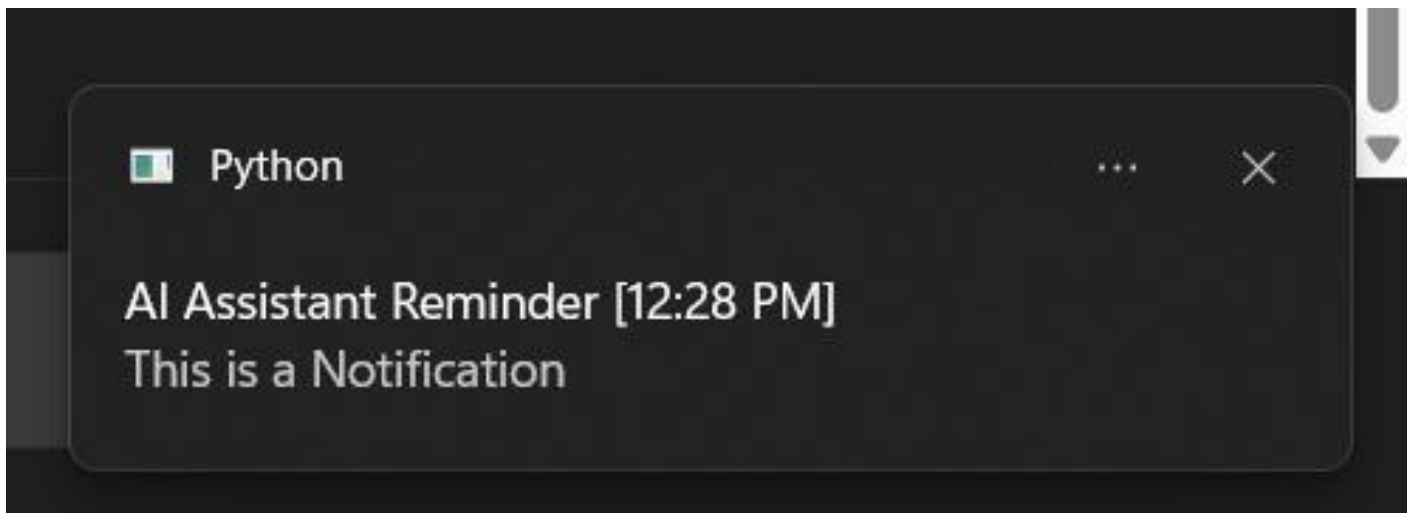 Python
AI Assistant Reminder [12:28 PM]
This is a Notification